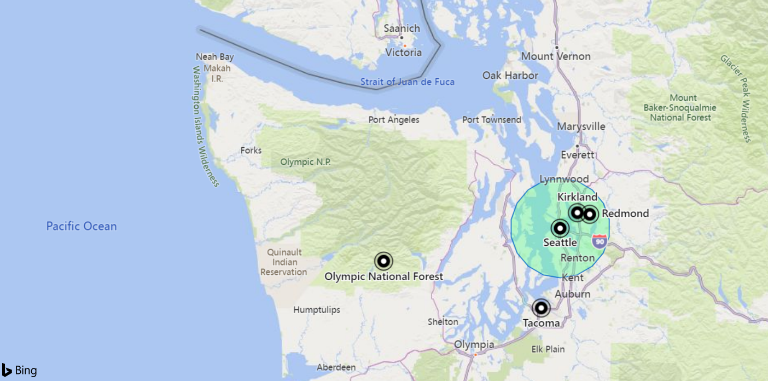 Saanich
Victoria
Neah Bay
Makah
I.R.
Mount Vernon
Strait of Juan de Fuca
Oak Harbor
Glacier Peak Wilderness
Washington Islands Wilderness
Mount
Baker-Snoqualmie
National Forest
Port Angeles
Port Townsend
Marysville
Forks
Olympic N.P.
Everett
Lynnwood
Kirkland
Redmond
Pacific Ocean
Seattle
90
Quinault
Indian
Reservation
Renton
Olympic National Forest
Kent
Auburn
Humptulips
Tacoma
Shelton
Olympia
Elk Plain
Aberdeen
Bing